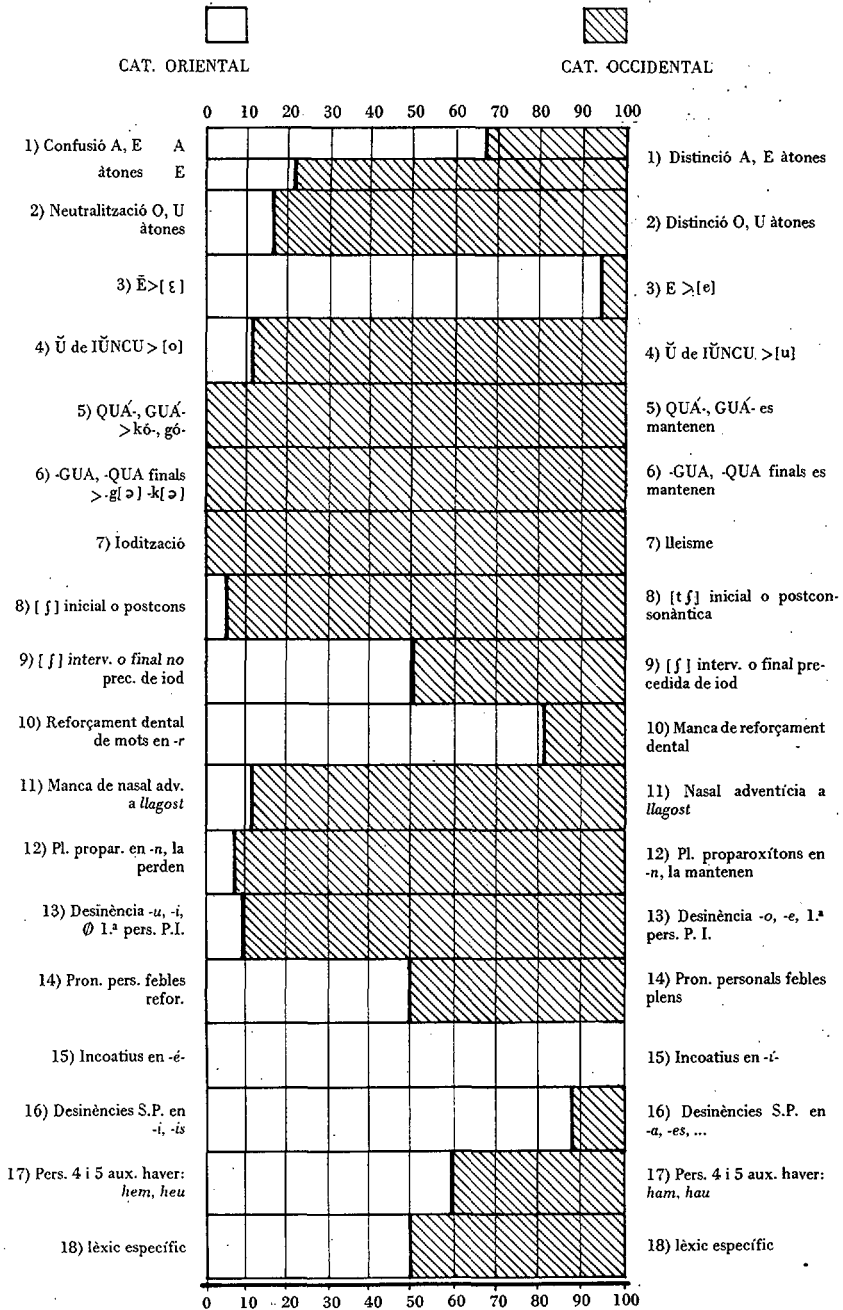 CAT. ORIENTAL CAT. OCCIDENTAL
0 10 20 30 40 50 60 70 80 90 100
1) Confusió A, E A
àtones E
1) Distinció A, E àtones
2) Neutralització O, U
àtones
2) Distinció O, U àtones
3) Ē>[ɛ]
3) E >[e]
4) Ŭ de IŬNCU > [o]
4) Ŭ de IŬNCU >[u]
5) QUÁ-, GUÁ-
>kó-, gó-
5) QUÁ-, GUÁ- es
mantenen
6) -GUA, -QUA finals
>-g[ə] -k[ə]
6) -GUA, -QUA finals es
mantenen
7) Iodització
7) lleisme
8) [ʃ] inicial o postcons
8) [tʃ] inicial o postcon-
sonàntica
9) [ʃ] interv. o final no
prec. de iod
9) [ʃ] interv. o final pre-
cedida de iod
10) Reforçament dental
de mots en -r
10) Manca de reforçament
dental
11) Manca de nasal adv.
a llagost
11) Nasal adventícia a
llagost
12) Pl. propar. en -n, la
perden
12) Pl. proparoxítons en
-n, la mantenen
13) Desinència -u, -i,
Ø 1.ª pers. P.I.
13) Desinència -o, -e, 1.ª
pers. P. I.
14) Pron. pers. febles
refor.
14) Pron. personals febles
plens
15) Incoatius en -é-
15) Incoatius en -í-
16) Desinències S.P. en
-i, -is
16) Desinències S.P. en
-a, -es, ...
17) Pers. 4 i 5 aux. haver:
hem, heu
17) Pers. 4 i 5 aux. haver:
ham, hau
18) lèxic específic
18) lèxic específic
0 10 20 30 40 50 60 70 80 90 100